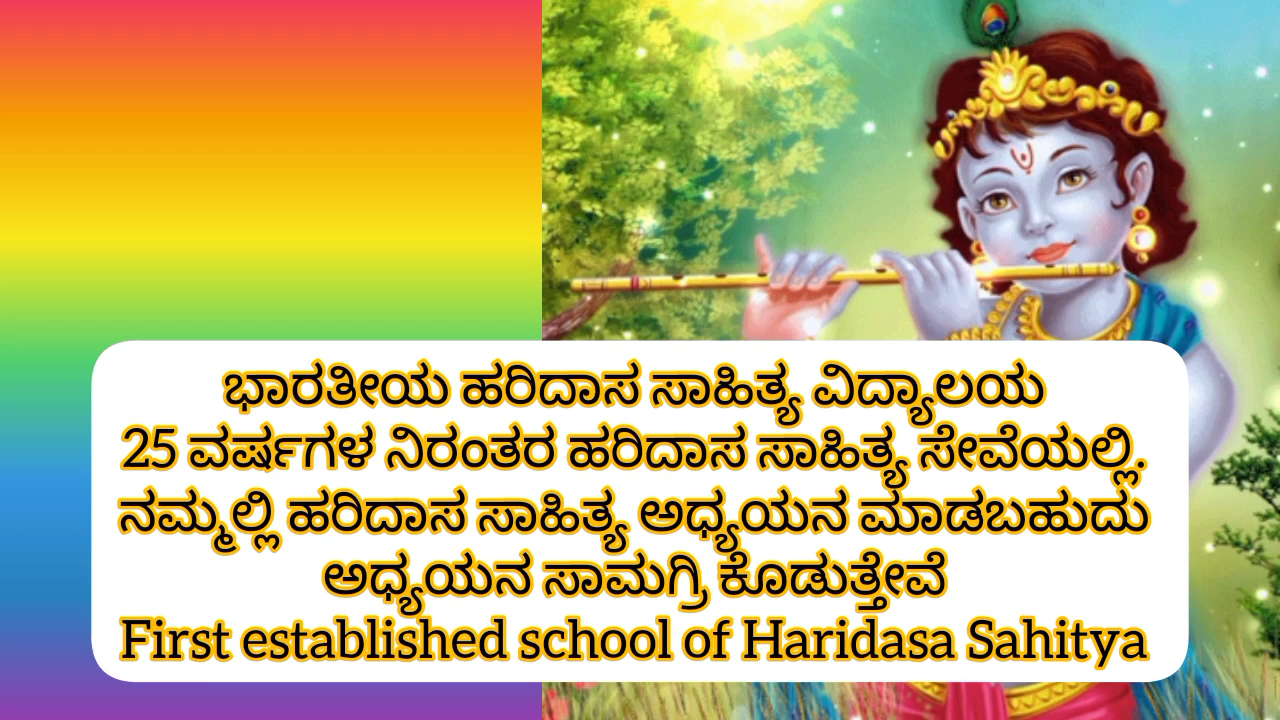 ಭಾರತೀಯ ಹರಿದಾಸ ಸಾಹಿತ್ಯ ವಿದ್ಯಾಲಯ
25 ವರ್ಷಗಳ ನಿರಂತರ ಹರಿದಾಸ ಸಾಹಿತ್ಯ ಸೇವೆಯಲ್ಲಿ.
ನಮ್ಮಲ್ಲಿ ಹರಿದಾಸ ಸಾಹಿತ್ಯ ಅಧ್ಯಯನ ಮಾಡಬಹುದು
ಅಧ್ಯಯನ ಸಾಮಗ್ರಿ ಕೊಡುತ್ತೇವೆ
First established school of Haridasa Sahitya